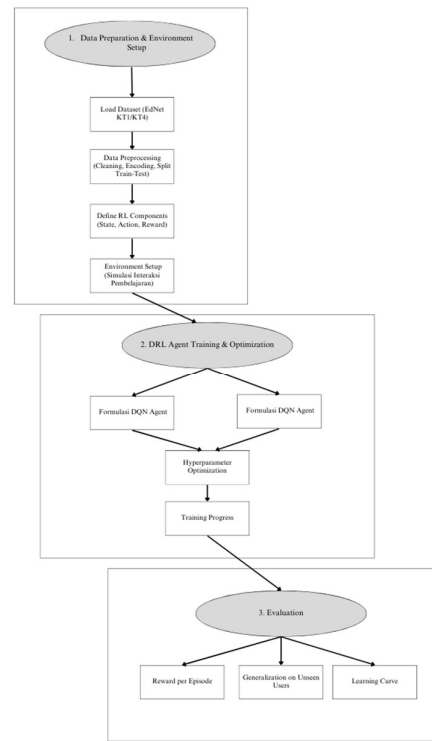 1. Data Preparation & Environment
Setup
Load Dataset (EdNet
KT1/KT4)
Data Preprocessing
(Cleaning, Encoding, Split
Train-Test)
Define RL Components
(State, Action, Reward)
Environment Setup
(Simulasi Interaksi
Pembelajaran)
2. DRL Agent Training & Optimization
Formulasi DQN Agent
Formulasi DQN Agent
Hyperparameter
Optimization
Training Progress
3. Evaluation
Reward per Episode
Generalization on Unseen
Users
Learning Curve